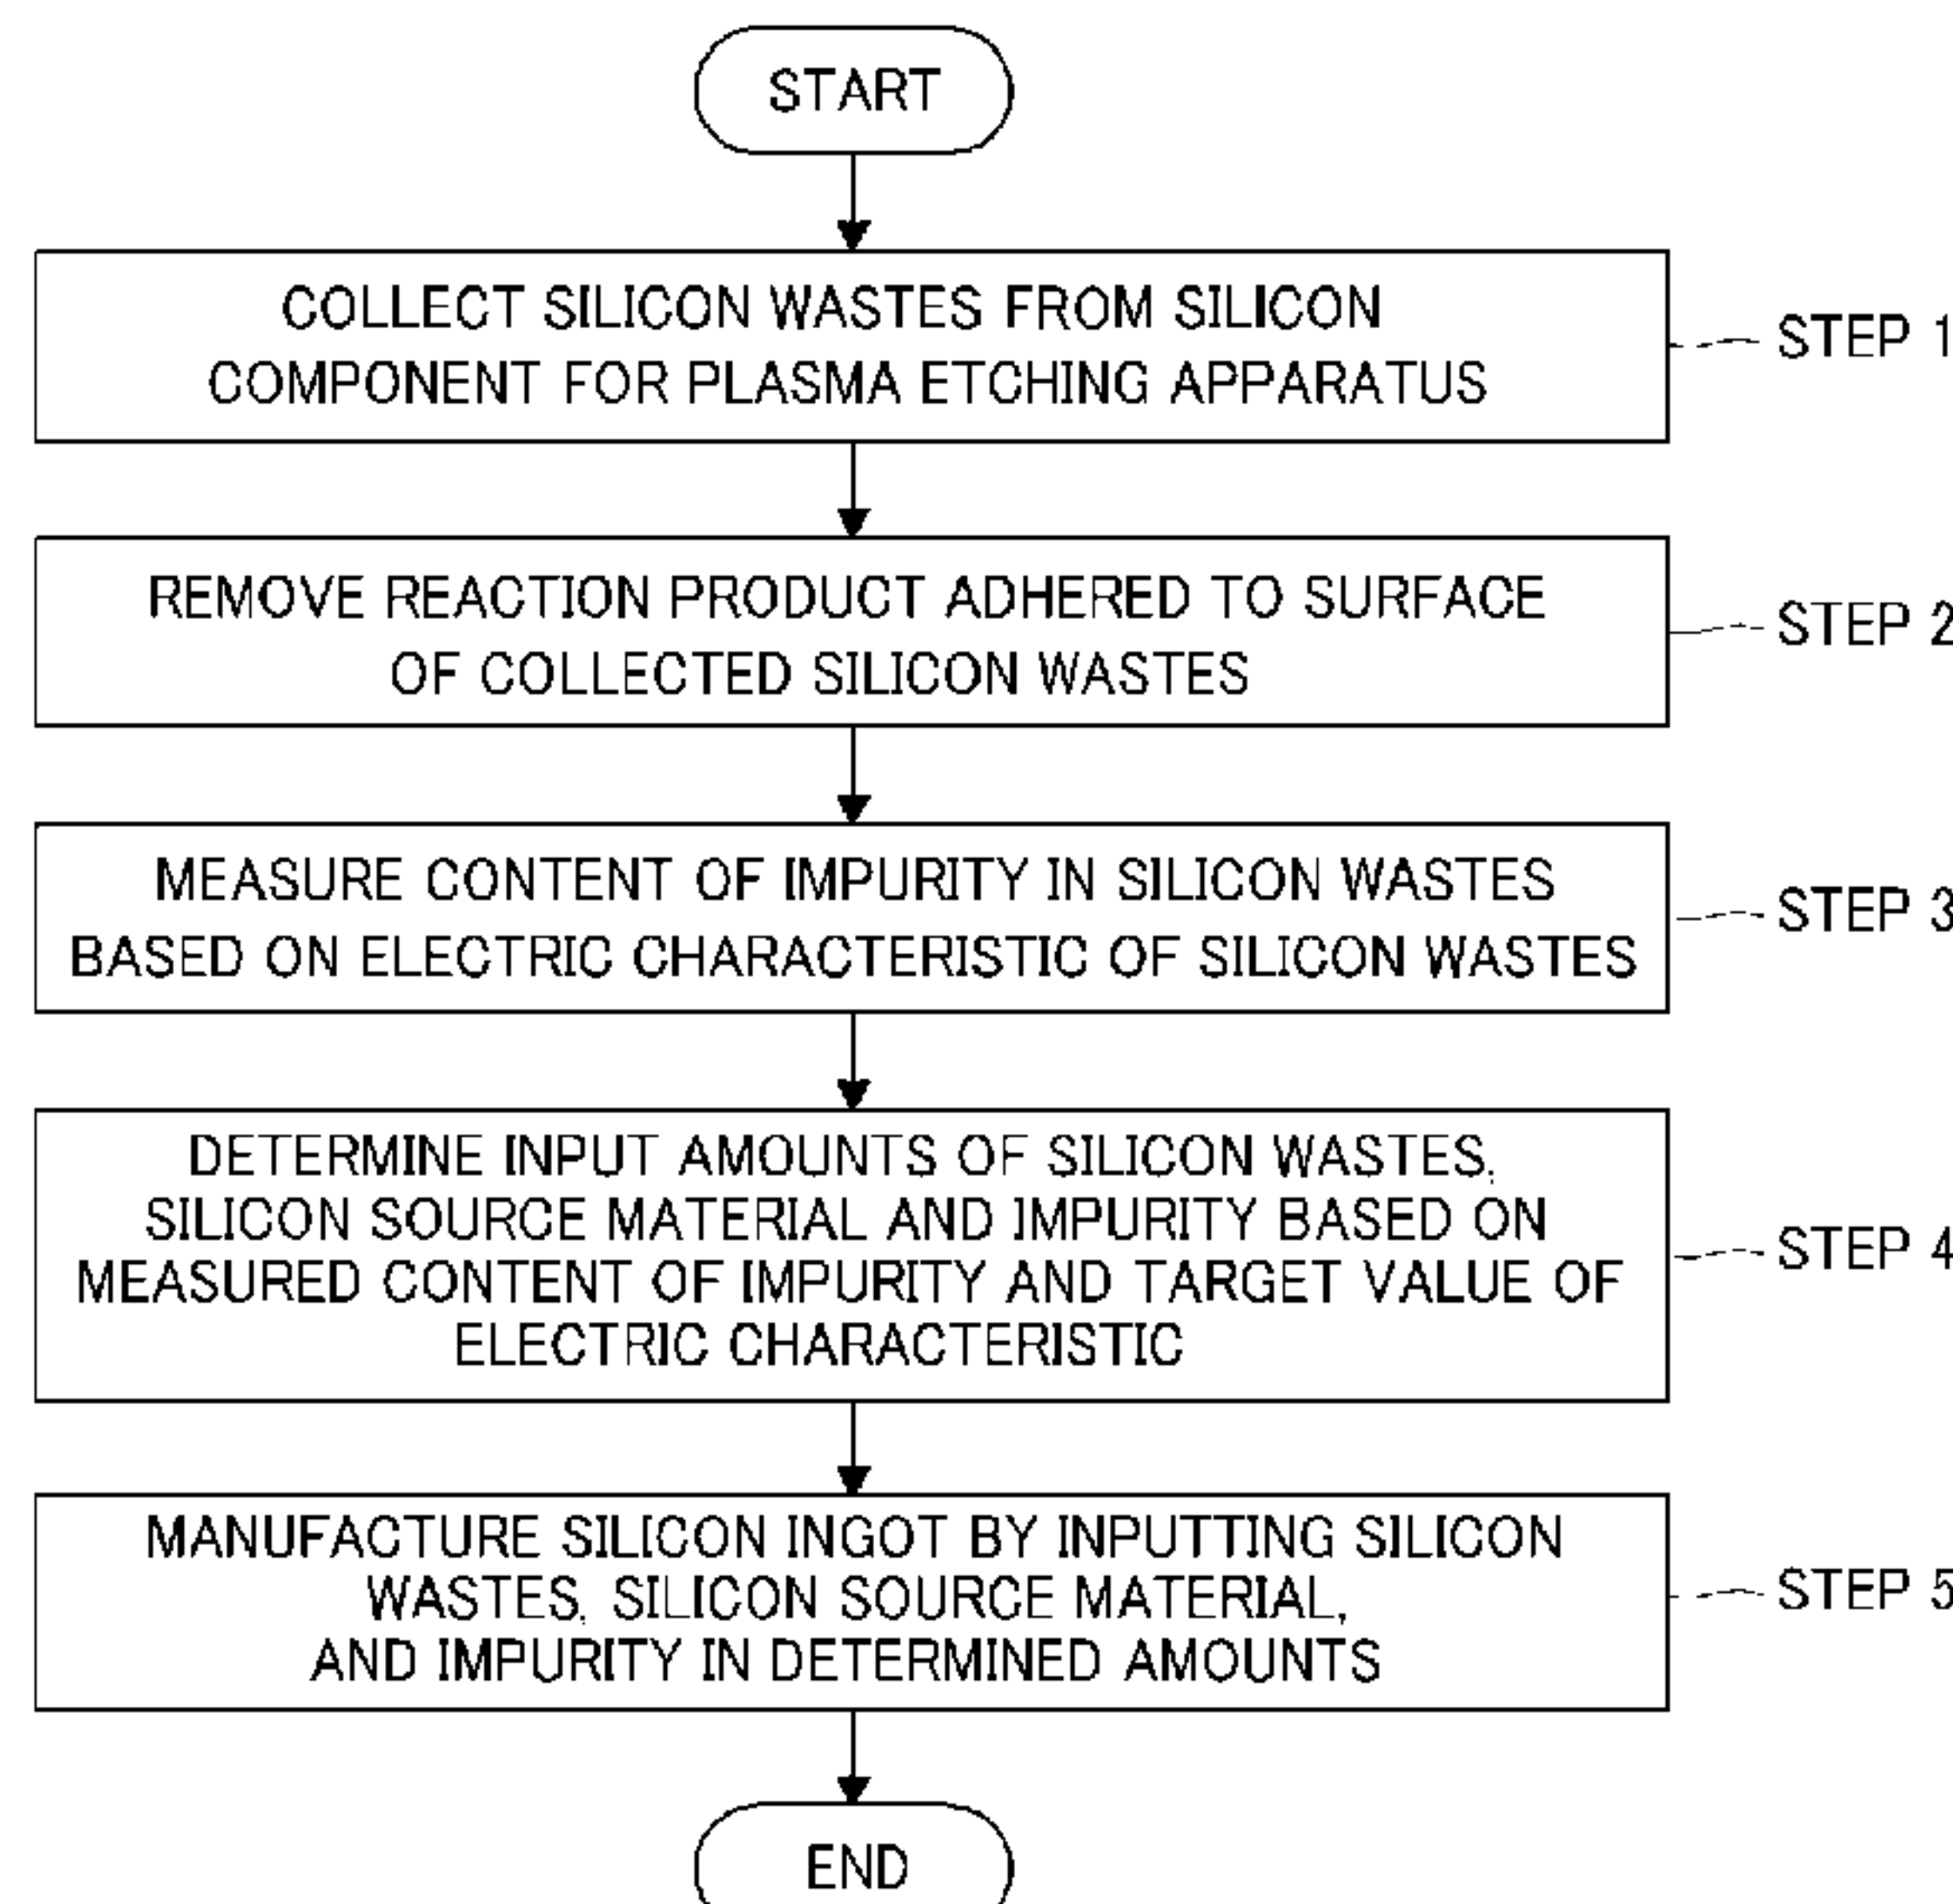 START
COLLECT SILICON WASTES FROM SILICON
COMPONENT FOR PLASMA ETCHING APPARATUS
STEP 1
REMOVE REACTION PRODUCT ADHERED TO SURFACE
OF COLLECTED SILICON WASTES
STEP 2
MEASURE CONTENT OF IMPURITY IN SILICON WASTES
BASED ON ELECTRIC CHARACTERISTIC OF SILICON WASTES
STEP 3
DETERMINE INPUT AMOUNTS OF SILICON WASTES,
SILICON SOURCE MATERIAL AND IMPURITY BASED ON
MEASURED CONTENT OF IMPURITY AND TARGET VALUE OF
ELECTRIC CHARACTERISTIC
STEP 4
MANUFACTURE SILICON INGOT BY INPUTTING SILICON
WASTES, SILICON SOURCE MATERIAL,
AND IMPURITY IN DETERMINED AMOUNTS
STEP 5
END